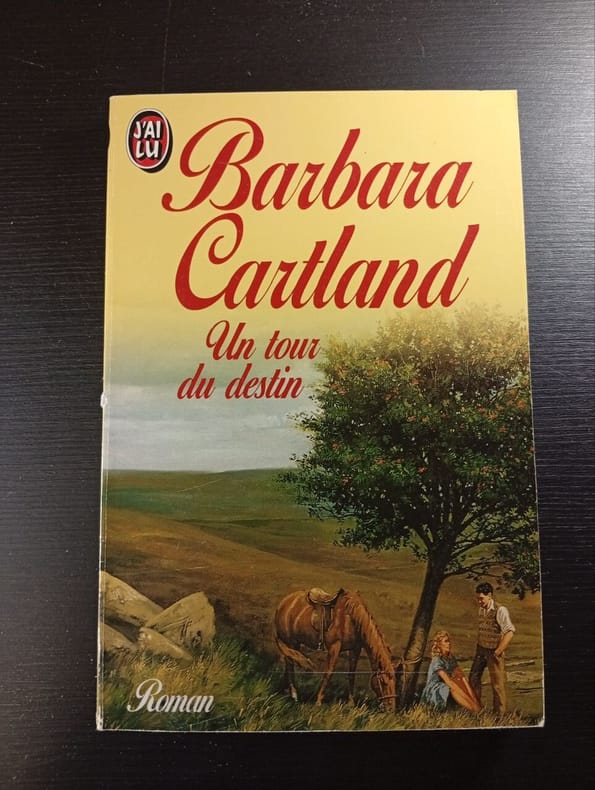 J'AI
LU
Barbara
Cartland
Un tour
du destin
Roman